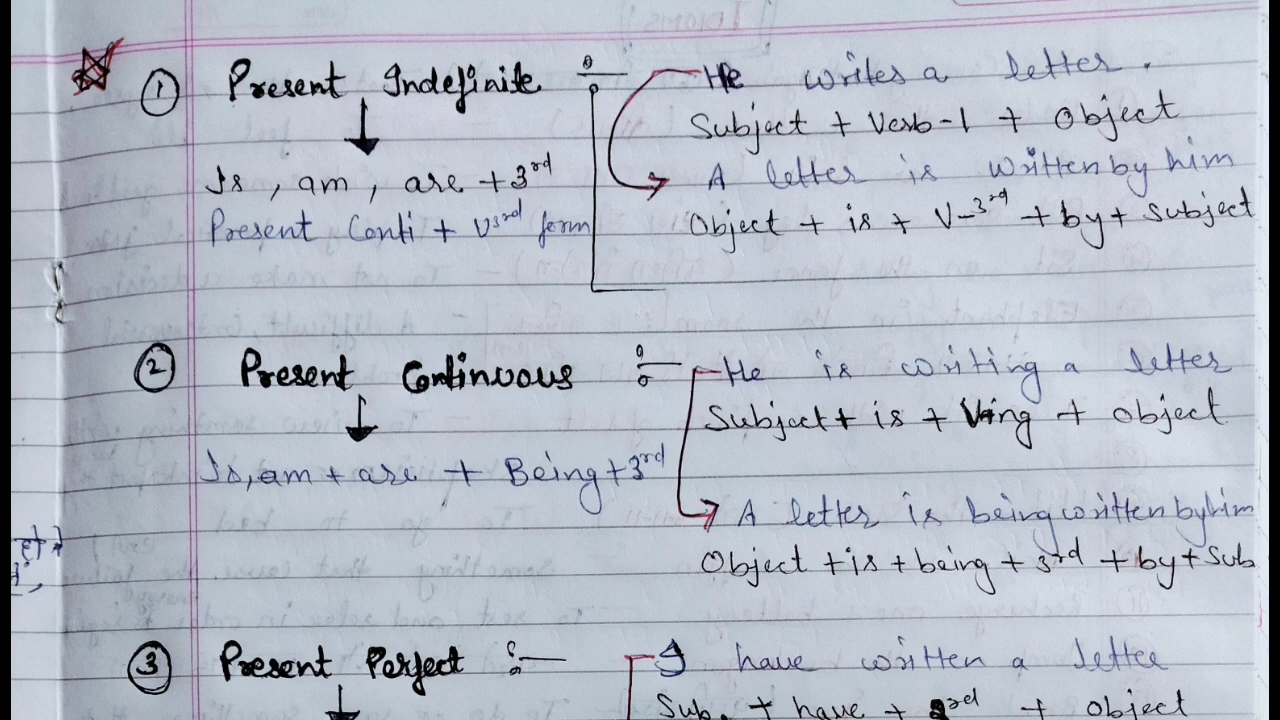 ① Present Indefinite :- He writes a letter.
Subject + Verb-1 + Object
Is, am, are + 3rd
A letter is written by him
Present Conti + V3rd form
Object + is + V-3rd + by + Subject
② Present Continuous :- He is writing a letter
Subject + is + Ving + object
Is, am + are + Being + 3rd
A letter is being written by him
Object + is + being + 3rd + by + Sub
③ Present Perfect :- I have written a letter
Sub. + have + 3rd + object